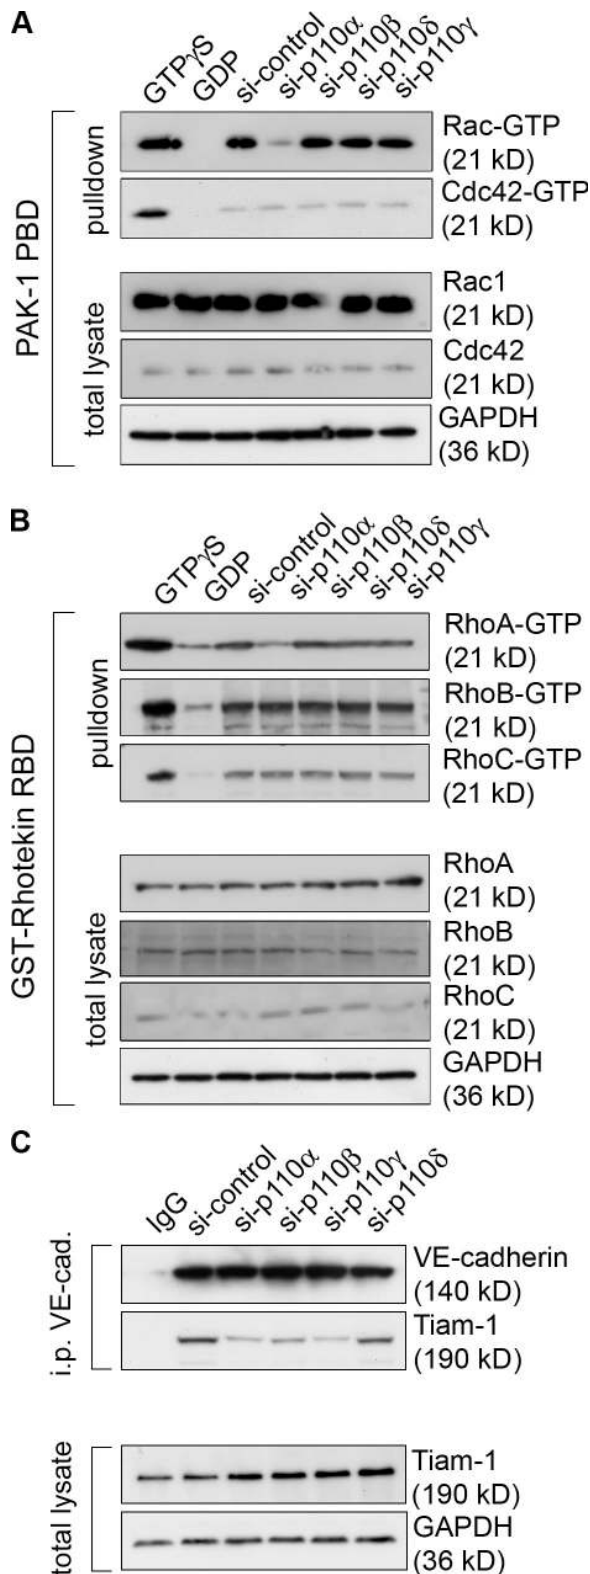 A
GTPγS
GDP
si-control
si-p110α
si-p110β
si-p110δ
si-p110γ
PAK-1 PBD
pulldown
Rac-GTP
(21 kD)
Cdc42-GTP
(21 kD)
total lysate
Rac1
(21 kD)
Cdc42
(21 kD)
GAPDH
(36 kD)
B
GTPγS
GDP
si-control
si-p110α
si-p110β
si-p110δ
si-p110γ
GST-Rhotekin RBD
pulldown
RhoA-GTP
(21 kD)
RhoB-GTP
(21 kD)
RhoC-GTP
(21 kD)
total lysate
RhoA
(21 kD)
RhoB
(21 kD)
RhoC
(21 kD)
GAPDH
(36 kD)
C
IgG
si-control
si-p110α
si-p110β
si-p110γ
si-p110δ
i.p. VE-cad.
VE-cadherin
(140 kD)
Tiam-1
(190 kD)
total lysate
Tiam-1
(190 kD)
GAPDH
(36 kD)